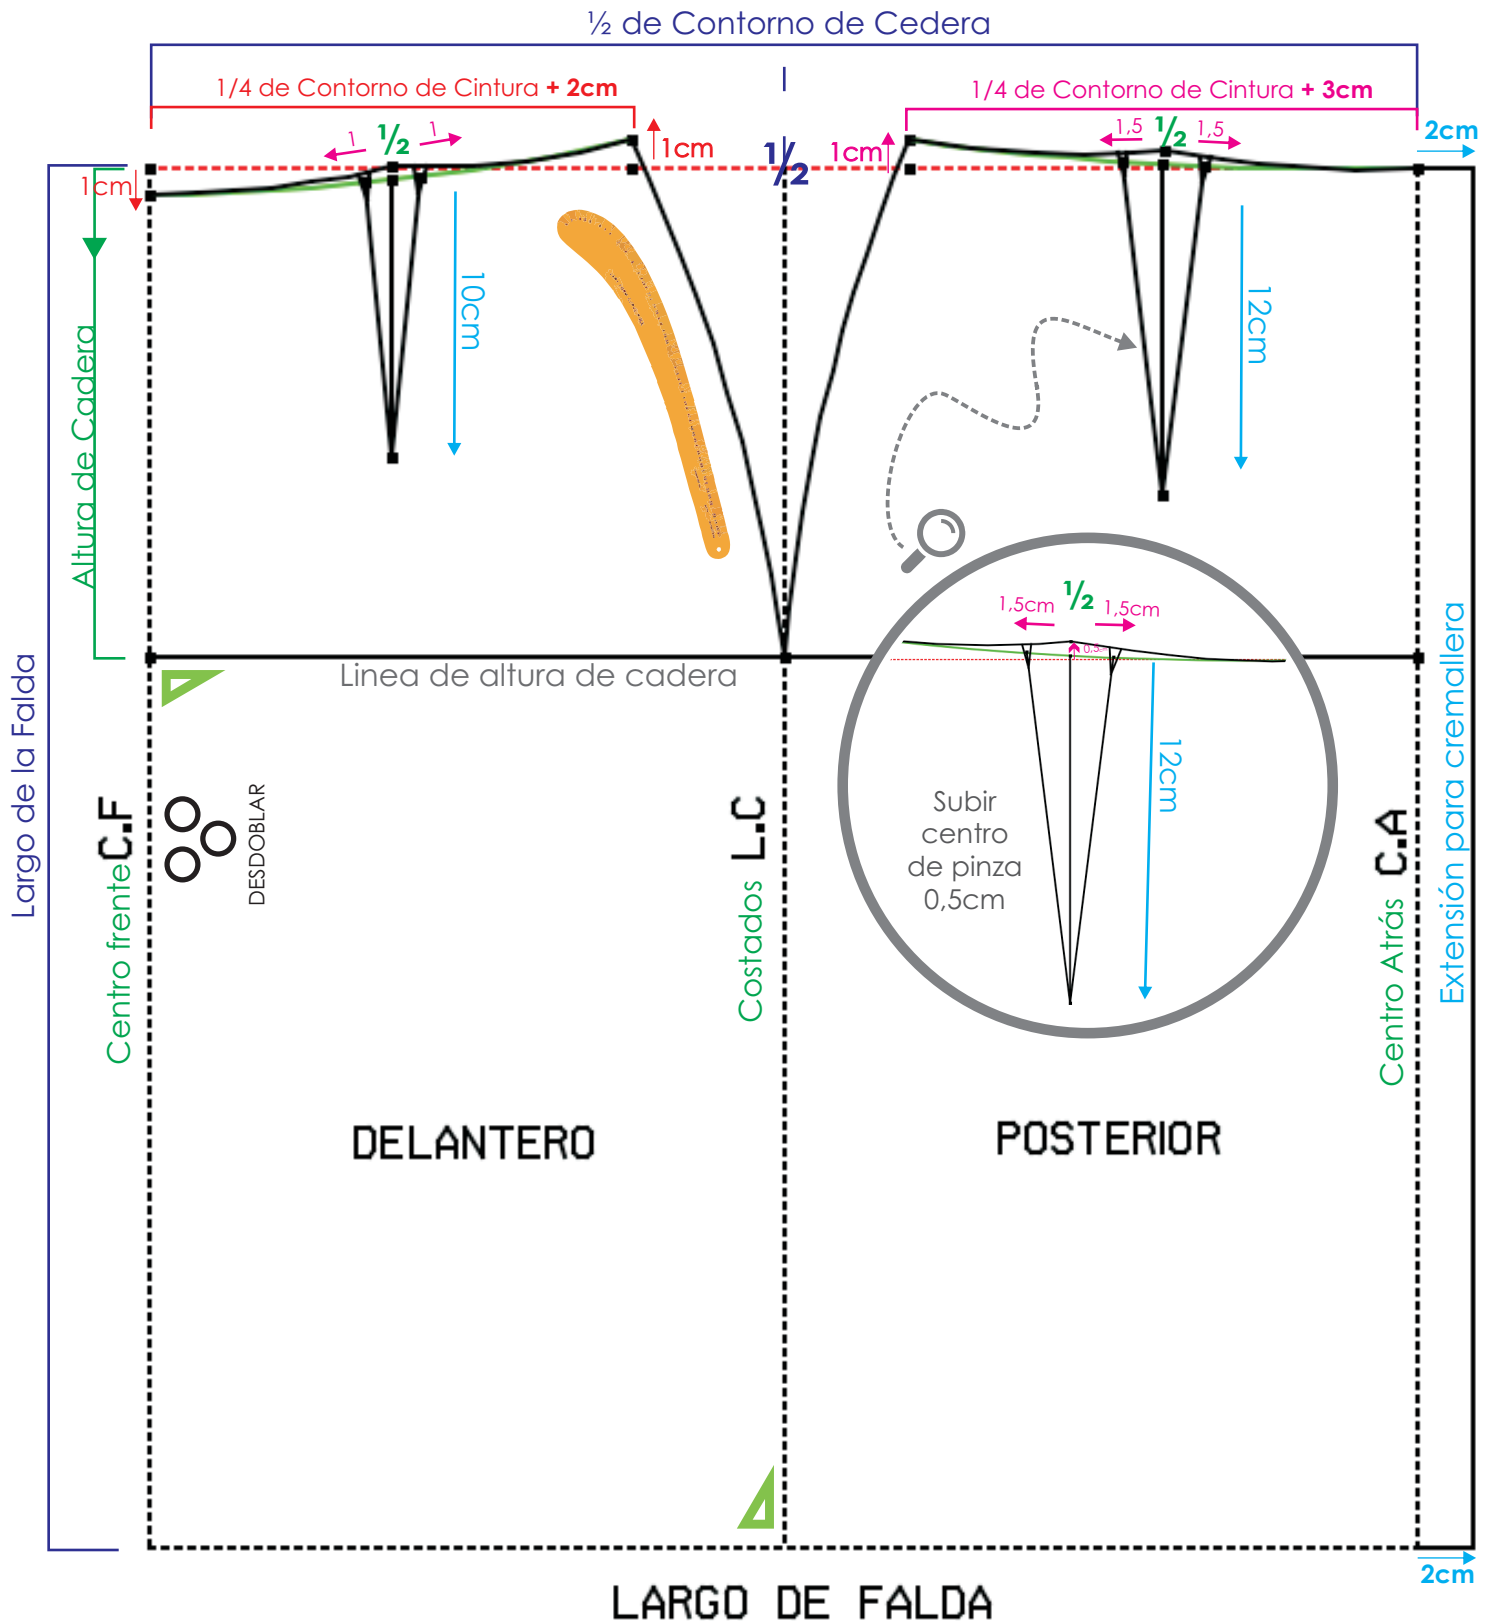 ½ de Contorno de Cedera
1/4 de Contorno de Cintura + 2cm
1/4 de Contorno de Cintura + 3cm
1 ½ 1
1,5 ½ 1,5
2cm
1cm
½
1cm
1cm
10cm
12cm
Altura de Cadera
Largo de la Falda
Linea de altura de cadera
1,5cm ½ 1,5cm
0,5
12cm
Subir
centro
de pinza
0,5cm
Centro frente C.F
DESDOBLAR
Costados L.C
Centro Atrás C.A
Extensión para cremallera
DELANTERO
POSTERIOR
2cm
LARGO DE FALDA